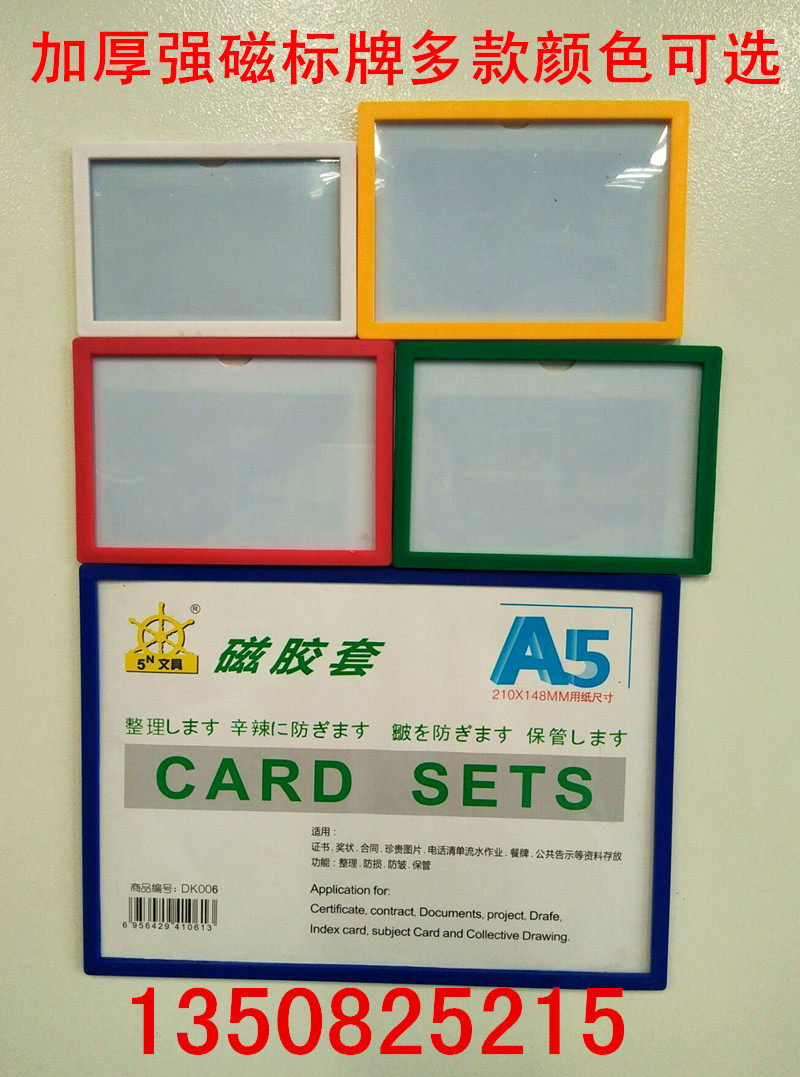 加厚强磁标牌多款颜色可选
®
5N 文具
磁胶套
A5
210X148MM用纸尺寸
整理します 辛辣に防ぎます 皺を防ぎます 保管します
CARD SETS
适用：
证书．奖状．合同．珍贵图片．电话清单流水作业．餐牌．公共告示等资料存放
功能：整理．防损．防皱．保管
商品编号：DK006
6 956429 410613
Application for:
Certificate, contract, Documents, project, Drafe,
Index card, subject Card and Collective Drawing.
13508825215